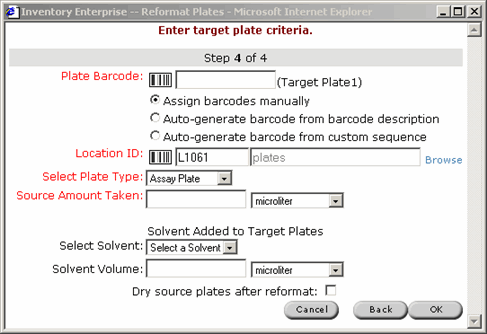 Inventory Enterprise -- Reformat Plates - Microsoft Internet Explorer
Enter target plate criteria.
Step 4 of 4
Plate Barcode: (Target Plate1)
Assign barcodes manually
Auto-generate barcode from barcode description
Auto-generate barcode from custom sequence
Location ID: L1061 plates Browse
Select Plate Type: Assay Plate
Source Amount Taken: microliter
Solvent Added to Target Plates
Select Solvent: Select a Solvent
Solvent Volume: microliter
Dry source plates after reformat:
Cancel Back OK